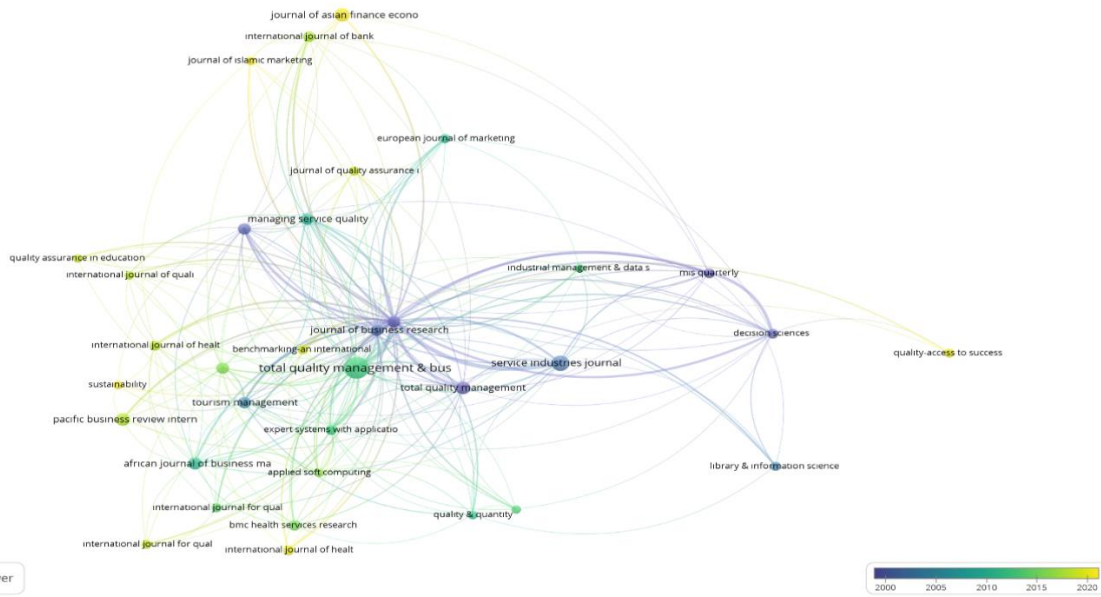 journal of asian finance econo
international journal of bank
journal of islamic marketing
european journal of marketing
journal of quality assurance i
managing service quality
quality assurance in education
international journal of quali
industrial management & data s
mis quarterly
journal of business research
decision sciences
international journal of healt
benchmarking-an international
quality-access to success
total quality management & bus
service industries journal
sustainability
total quality management
tourism management
pacific business review intern
expert systems with applicatio
african journal of business ma
applied soft computing
library & information science
international journal for qual
quality & quantity
bmc health services research
international journal for qual
international journal of healt
er
2000 2005 2010 2015 2020